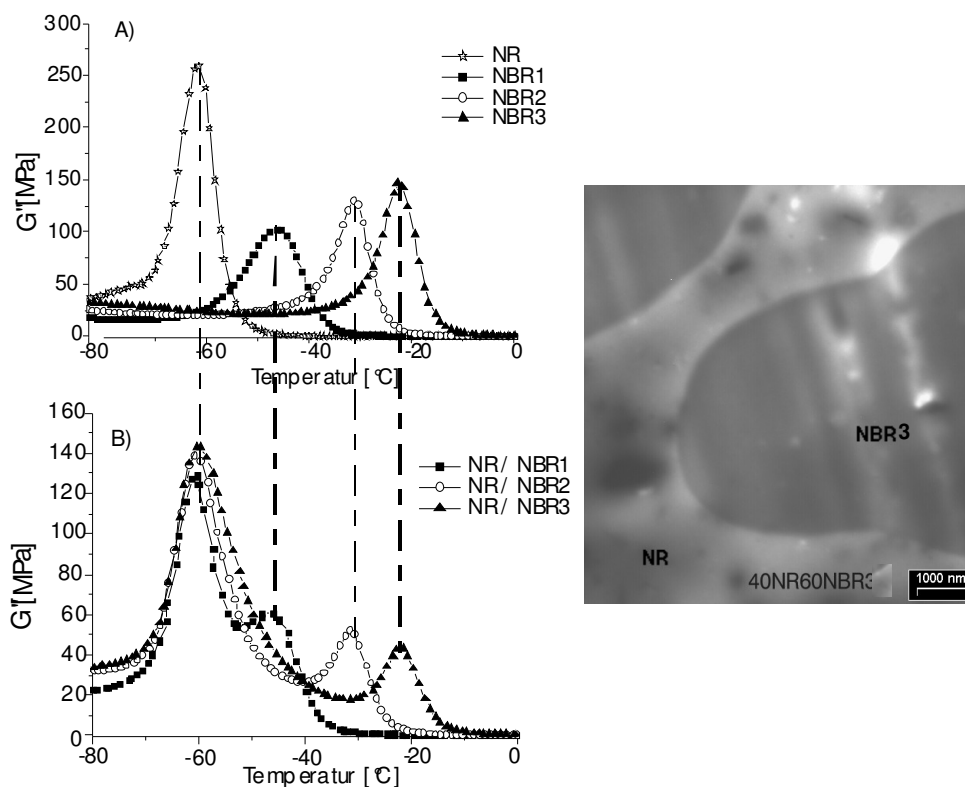 A)
300
250
200
150
100
50
0
G''[MPa]
NR
NBR1
NBR2
NBR3
-80
-60
-40
-20
0
Temperatur [ °C]
B)
160
140
120
100
80
60
40
20
0
G''[MPa]
NR / NBR1
NR / NBR2
NR / NBR3
-80
-60
-40
-20
0
Temperatur [ °C]
NBR3
NR
40NR60NBR3
1000 nm